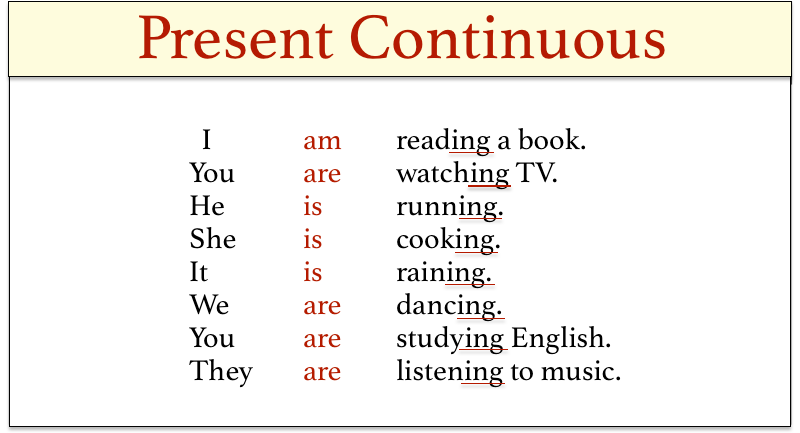 Present Continuous
I am reading a book.
You are watching TV.
He is running.
She is cooking.
It is raining.
We are dancing.
You are studying English.
They are listening to music.